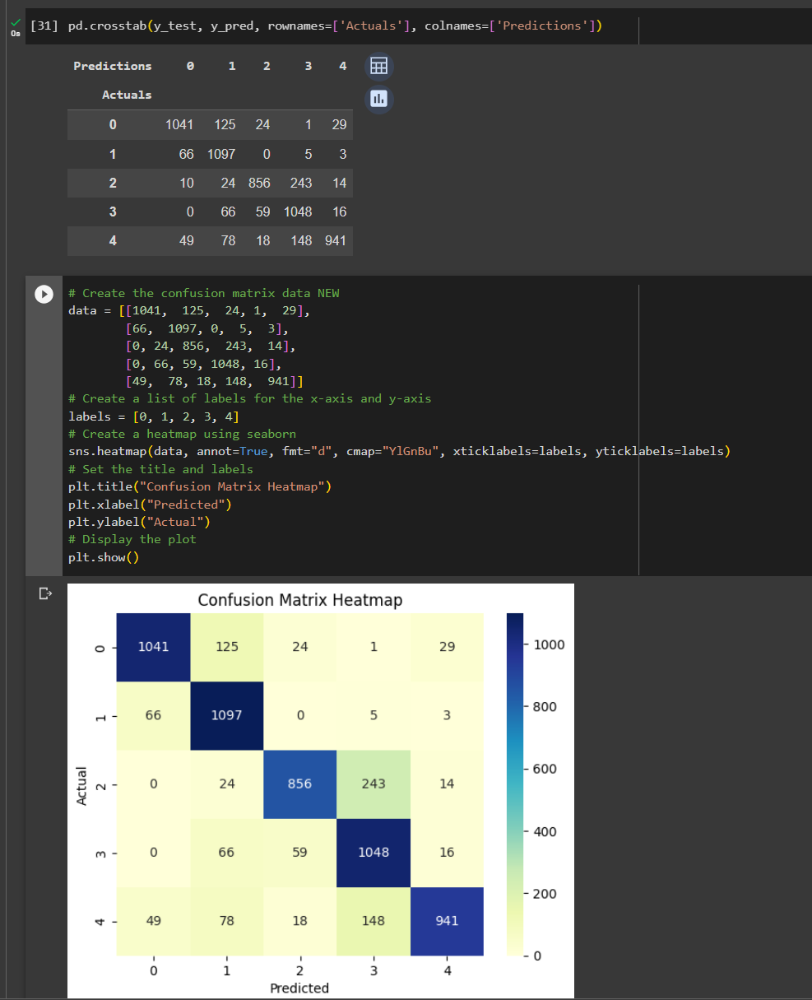 [31] pd.crosstab(y_test, y_pred, rownames=['Actuals'], colnames=['Predictions'])
0s
Predictions 0 1 2 3 4
Actuals
0 1041 125 24 1 29
1 66 1097 0 5 3
2 10 24 856 243 14
3 0 66 59 1048 16
4 49 78 18 148 941
# Create the confusion matrix data NEW
data = [[1041, 125, 24, 1, 29],
[66, 1097, 0, 5, 3],
[0, 24, 856, 243, 14],
[0, 66, 59, 1048, 16],
[49, 78, 18, 148, 941]]
# Create a list of labels for the x-axis and y-axis
labels = [0, 1, 2, 3, 4]
# Create a heatmap using seaborn
sns.heatmap(data, annot=True, fmt="d", cmap="YlGnBu", xticklabels=labels, yticklabels=labels)
# Set the title and labels
plt.title("Confusion Matrix Heatmap")
plt.xlabel("Predicted")
plt.ylabel("Actual")
# Display the plot
plt.show()
Confusion Matrix Heatmap
0 1041 125 24 1 29
1 66 1097 0 5 3
2 0 24 856 243 14
3 0 66 59 1048 16
4 49 78 18 148 941
0 1 2 3 4
Predicted
Actual
1000
800
600
400
200
0